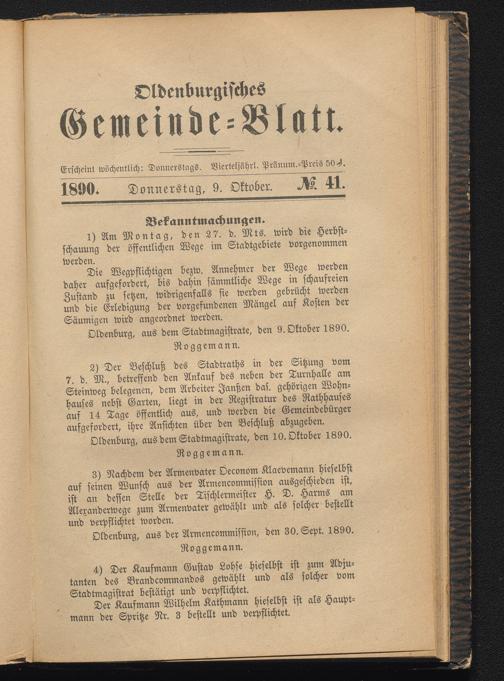 Oldenburgisches
Gemeinde-Blatt.
Erscheint wöchentlich: Donnerstags. Vierteljährl. Pränum.-Preis 50 ₰.
1890. Donnerstag, 9. Oktober. № 41.
Bekanntmachungen.
1) Am Montag, den 27. d. Mts. wird die Herbst-
schauung der öffentlichen Wege im Stadtgebiete vorgenommen
werden.
Die Wegpflichtigen bezw. Annehmer der Wege werden
daher aufgefordert, bis dahin sämmtliche Wege in schaufreien
Zustand zu setzen, widrigenfalls sie werden gebrücht werden
und die Erledigung der vorgefundenen Mängel auf Kosten der
Säumigen wird angeordnet werden.
Oldenburg, aus dem Stadtmagistrate, den 9. Oktober 1890.
Roggemann.
2) Der Beschluß des Stadtraths in der Sitzung vom
7. d. M., betreffend den Ankauf des neben der Turnhalle am
Steinweg belegenen, dem Arbeiter Janßen daf. gehörigen Wohn-
hauses nebst Garten, liegt in der Registratur des Rathhauses
auf 14 Tage öffentlich aus, und werden die Gemeindebürger
aufgefordert, ihre Ansichten über den Beschluß abzugeben.
Oldenburg, aus dem Stadtmagistrate, den 10. Oktober 1890.
Roggemann.
3) Nachdem der Armenvater Oeconom Klaevemann hieselbst
auf seinen Wunsch aus der Armencommission ausgeschieden ist,
ist an dessen Stelle der Tischlermeister H. D. Harms am
Alexanderwege zum Armenvater gewählt und als solcher bestellt
und verpflichtet worden.
Oldenburg, aus der Armencommission, den 30. Sept. 1890.
Roggemann.
4) Der Kaufmann Gustav Lohse hieselbst ist zum Adju-
tanten des Brandcommandos gewählt und als solcher vom
Stadtmagistrat bestätigt und verpflichtet.
Der Kaufmann Wilhelm Kathmann hieselbst ist als Haupt-
mann der Spritze Nr. 3 bestellt und verpflichtet.